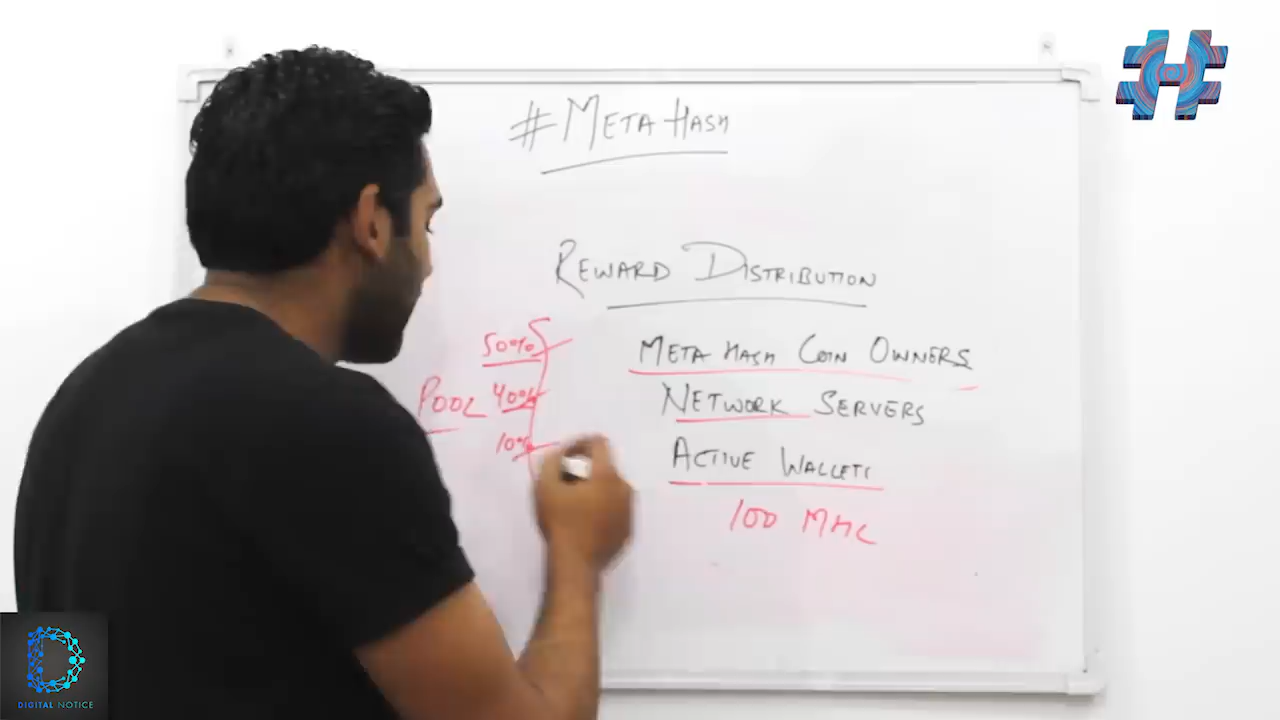 #META HASH
REWARD DISTRIBUTION
50% META HASH COIN OWNERS
POOL 40% NETWORK SERVERS
10% ACTIVE WALLETS
100 MHC
DIGITAL NOTICE